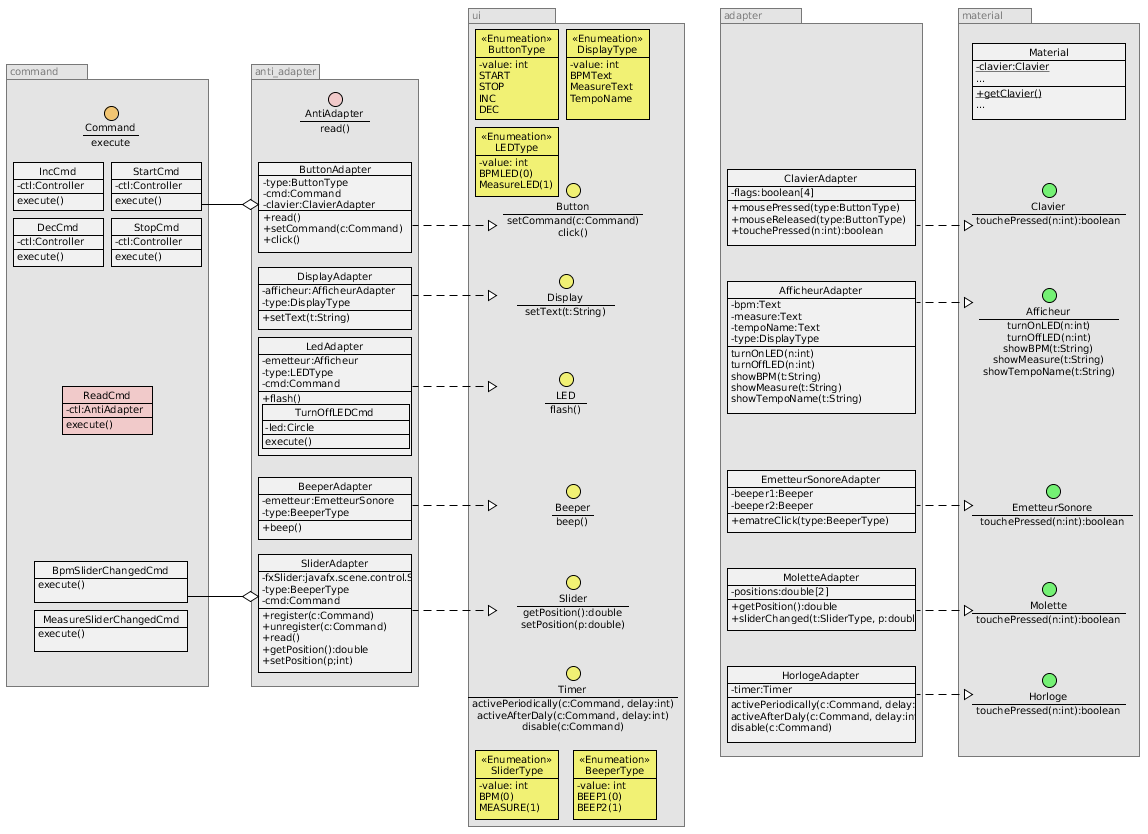 command
Command
execute
IncCmd
-ctl:Controller
execute()
StartCmd
-ctl:Controller
execute()
DecCmd
-ctl:Controller
execute()
StopCmd
-ctl:Controller
execute()
ReadCmd
-ctl:AntiAdapter
execute()
BpmSliderChangedCmd
execute()
MeasureSliderChangedCmd
execute()
anti_adapter
AntiAdapter
read()
ButtonAdapter
-type:ButtonType
-cmd:Command
-clavier:ClavierAdapter
+read()
+setCommand(c:Command)
+click()
DisplayAdapter
-afficheur:AfficheurAdapter
-type:DisplayType
+setText(t:String)
LedAdapter
-emetteur:Afficheur
-type:LEDType
-cmd:Command
+flash()
TurnOffLEDCmd
-led:Circle
execute()
BeeperAdapter
-emetteur:EmetteurSonore
-type:BeeperType
+beep()
SliderAdapter
-fxSlider:javafx.scene.control.S
-type:BeeperType
-cmd:Command
+register(c:Command)
+unregister(c:Command)
+read()
+getPosition():double
+setPosition(p;int)
ui
«Enumeation»
ButtonType
-value: int
START
STOP
INC
DEC
«Enumeation»
DisplayType
-value: int
BPMText
MeasureText
TempoName
«Enumeation»
LEDType
-value: int
BPMLED(0)
MeasureLED(1)
Button
setCommand(c:Command)
click()
Display
setText(t:String)
LED
flash()
Beeper
beep()
Slider
getPosition():double
setPosition(p:double)
Timer
activePeriodically(c:Command, delay:int)
activeAfterDaly(c:Command, delay:int)
disable(c:Command)
«Enumeation»
SliderType
-value: int
BPM(0)
MEASURE(1)
«Enumeation»
BeeperType
-value: int
BEEP1(0)
BEEP2(1)
adapter
ClavierAdapter
-flags:boolean[4]
+mousePressed(type:ButtonType)
+mouseReleased(type:ButtonType)
+touchePressed(n:int):boolean
AfficheurAdapter
-bpm:Text
-measure:Text
-tempoName:Text
-type:DisplayType
turnOnLED(n:int)
turnOffLED(n:int)
showBPM(t:String)
showMeasure(t:String)
showTempoName(t:String)
EmetteurSonoreAdapter
-beeper1:Beeper
-beeper2:Beeper
+ematreClick(type:BeeperType)
MoletteAdapter
-positions:double[2]
+getPosition():double
+sliderChanged(t:SliderType, p:doubl
HorlogeAdapter
-timer:Timer
activePeriodically(c:Command, delay:
activeAfterDaly(c:Command, delay:in
disable(c:Command)
material
Material
-clavier:Clavier
...
+getClavier()
...
Clavier
touchePressed(n:int):boolean
Afficheur
turnOnLED(n:int)
turnOffLED(n:int)
showBPM(t:String)
showMeasure(t:String)
showTempoName(t:String)
EmetteurSonore
touchePressed(n:int):boolean
Molette
touchePressed(n:int):boolean
Horloge
touchePressed(n:int):boolean